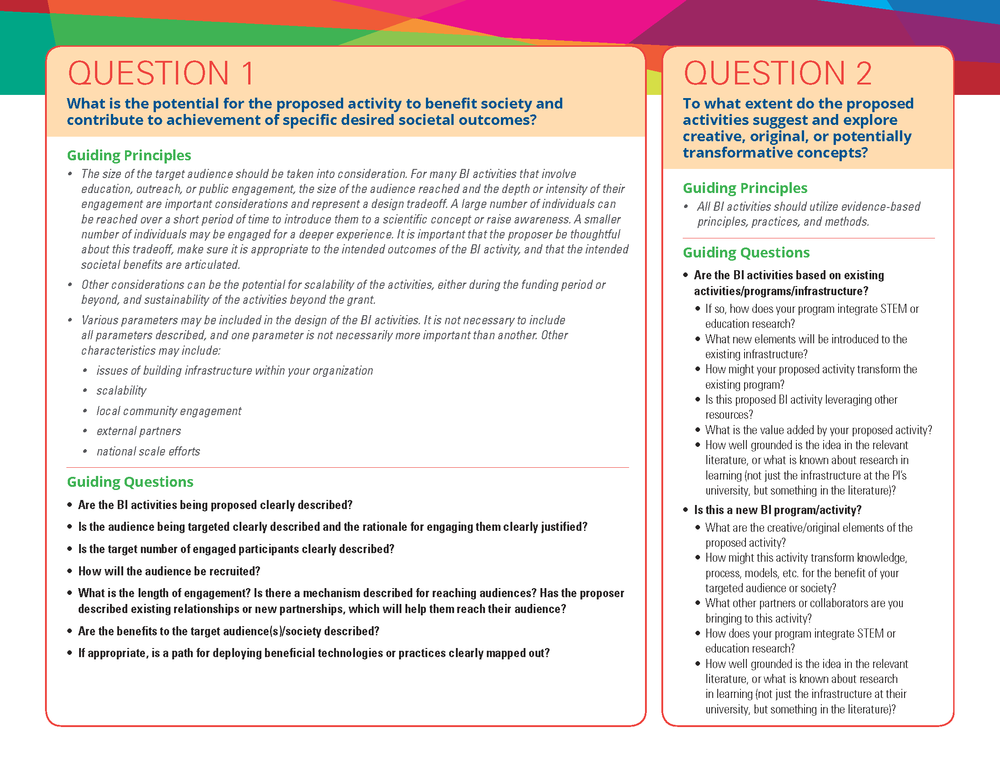 QUESTION 1
What is the potential for the proposed activity to benefit society and
contribute to achievement of specific desired societal outcomes?
Guiding Principles
• The size of the target audience should be taken into consideration. For many BI activities that involve
education, outreach, or public engagement, the size of the audience reached and the depth or intensity of their
engagement are important considerations and represent a design tradeoff. A large number of individuals can
be reached over a short period of time to introduce them to a scientific concept or raise awareness. A smaller
number of individuals may be engaged for a deeper experience. It is important that the proposer be thoughtful
about this tradeoff, make sure it is appropriate to the intended outcomes of the BI activity, and that the intended
societal benefits are articulated.
• Other considerations can be the potential for scalability of the activities, either during the funding period or
beyond, and sustainability of the activities beyond the grant.
• Various parameters may be included in the design of the BI activities. It is not necessary to include
all parameters described, and one parameter is not necessarily more important than another. Other
characteristics may include:
• issues of building infrastructure within your organization
• scalability
• local community engagement
• external partners
• national scale efforts
Guiding Questions
• Are the BI activities being proposed clearly described?
• Is the audience being targeted clearly described and the rationale for engaging them clearly justified?
• Is the target number of engaged participants clearly described?
• How will the audience be recruited?
• What is the length of engagement? Is there a mechanism described for reaching audiences? Has the proposer
described existing relationships or new partnerships, which will help them reach their audience?
• Are the benefits to the target audience(s)/society described?
• If appropriate, is a path for deploying beneficial technologies or practices clearly mapped out?
QUESTION 2
To what extent do the proposed
activities suggest and explore
creative, original, or potentially
transformative concepts?
Guiding Principles
• All BI activities should utilize evidence-based
principles, practices, and methods.
Guiding Questions
• Are the BI activities based on existing
activities/programs/infrastructure?
• If so, how does your program integrate STEM or
education research?
• What new elements will be introduced to the
existing infrastructure?
• How might your proposed activity transform the
existing program?
• Is this proposed BI activity leveraging other
resources?
• What is the value added by your proposed activity?
• How well grounded is the idea in the relevant
literature, or what is known about research in
learning (not just the infrastructure at the PI's
university, but something in the literature)?
• Is this a new BI program/activity?
• What are the creative/original elements of the
proposed activity?
• How might this activity transform knowledge,
process, models, etc. for the benefit of your
targeted audience or society?
• What other partners or collaborators are you
bringing to this activity?
• How does your program integrate STEM or
education research?
• How well grounded is the idea in the relevant
literature, or what is known about research
in learning (not just the infrastructure at their
university, but something in the literature)?